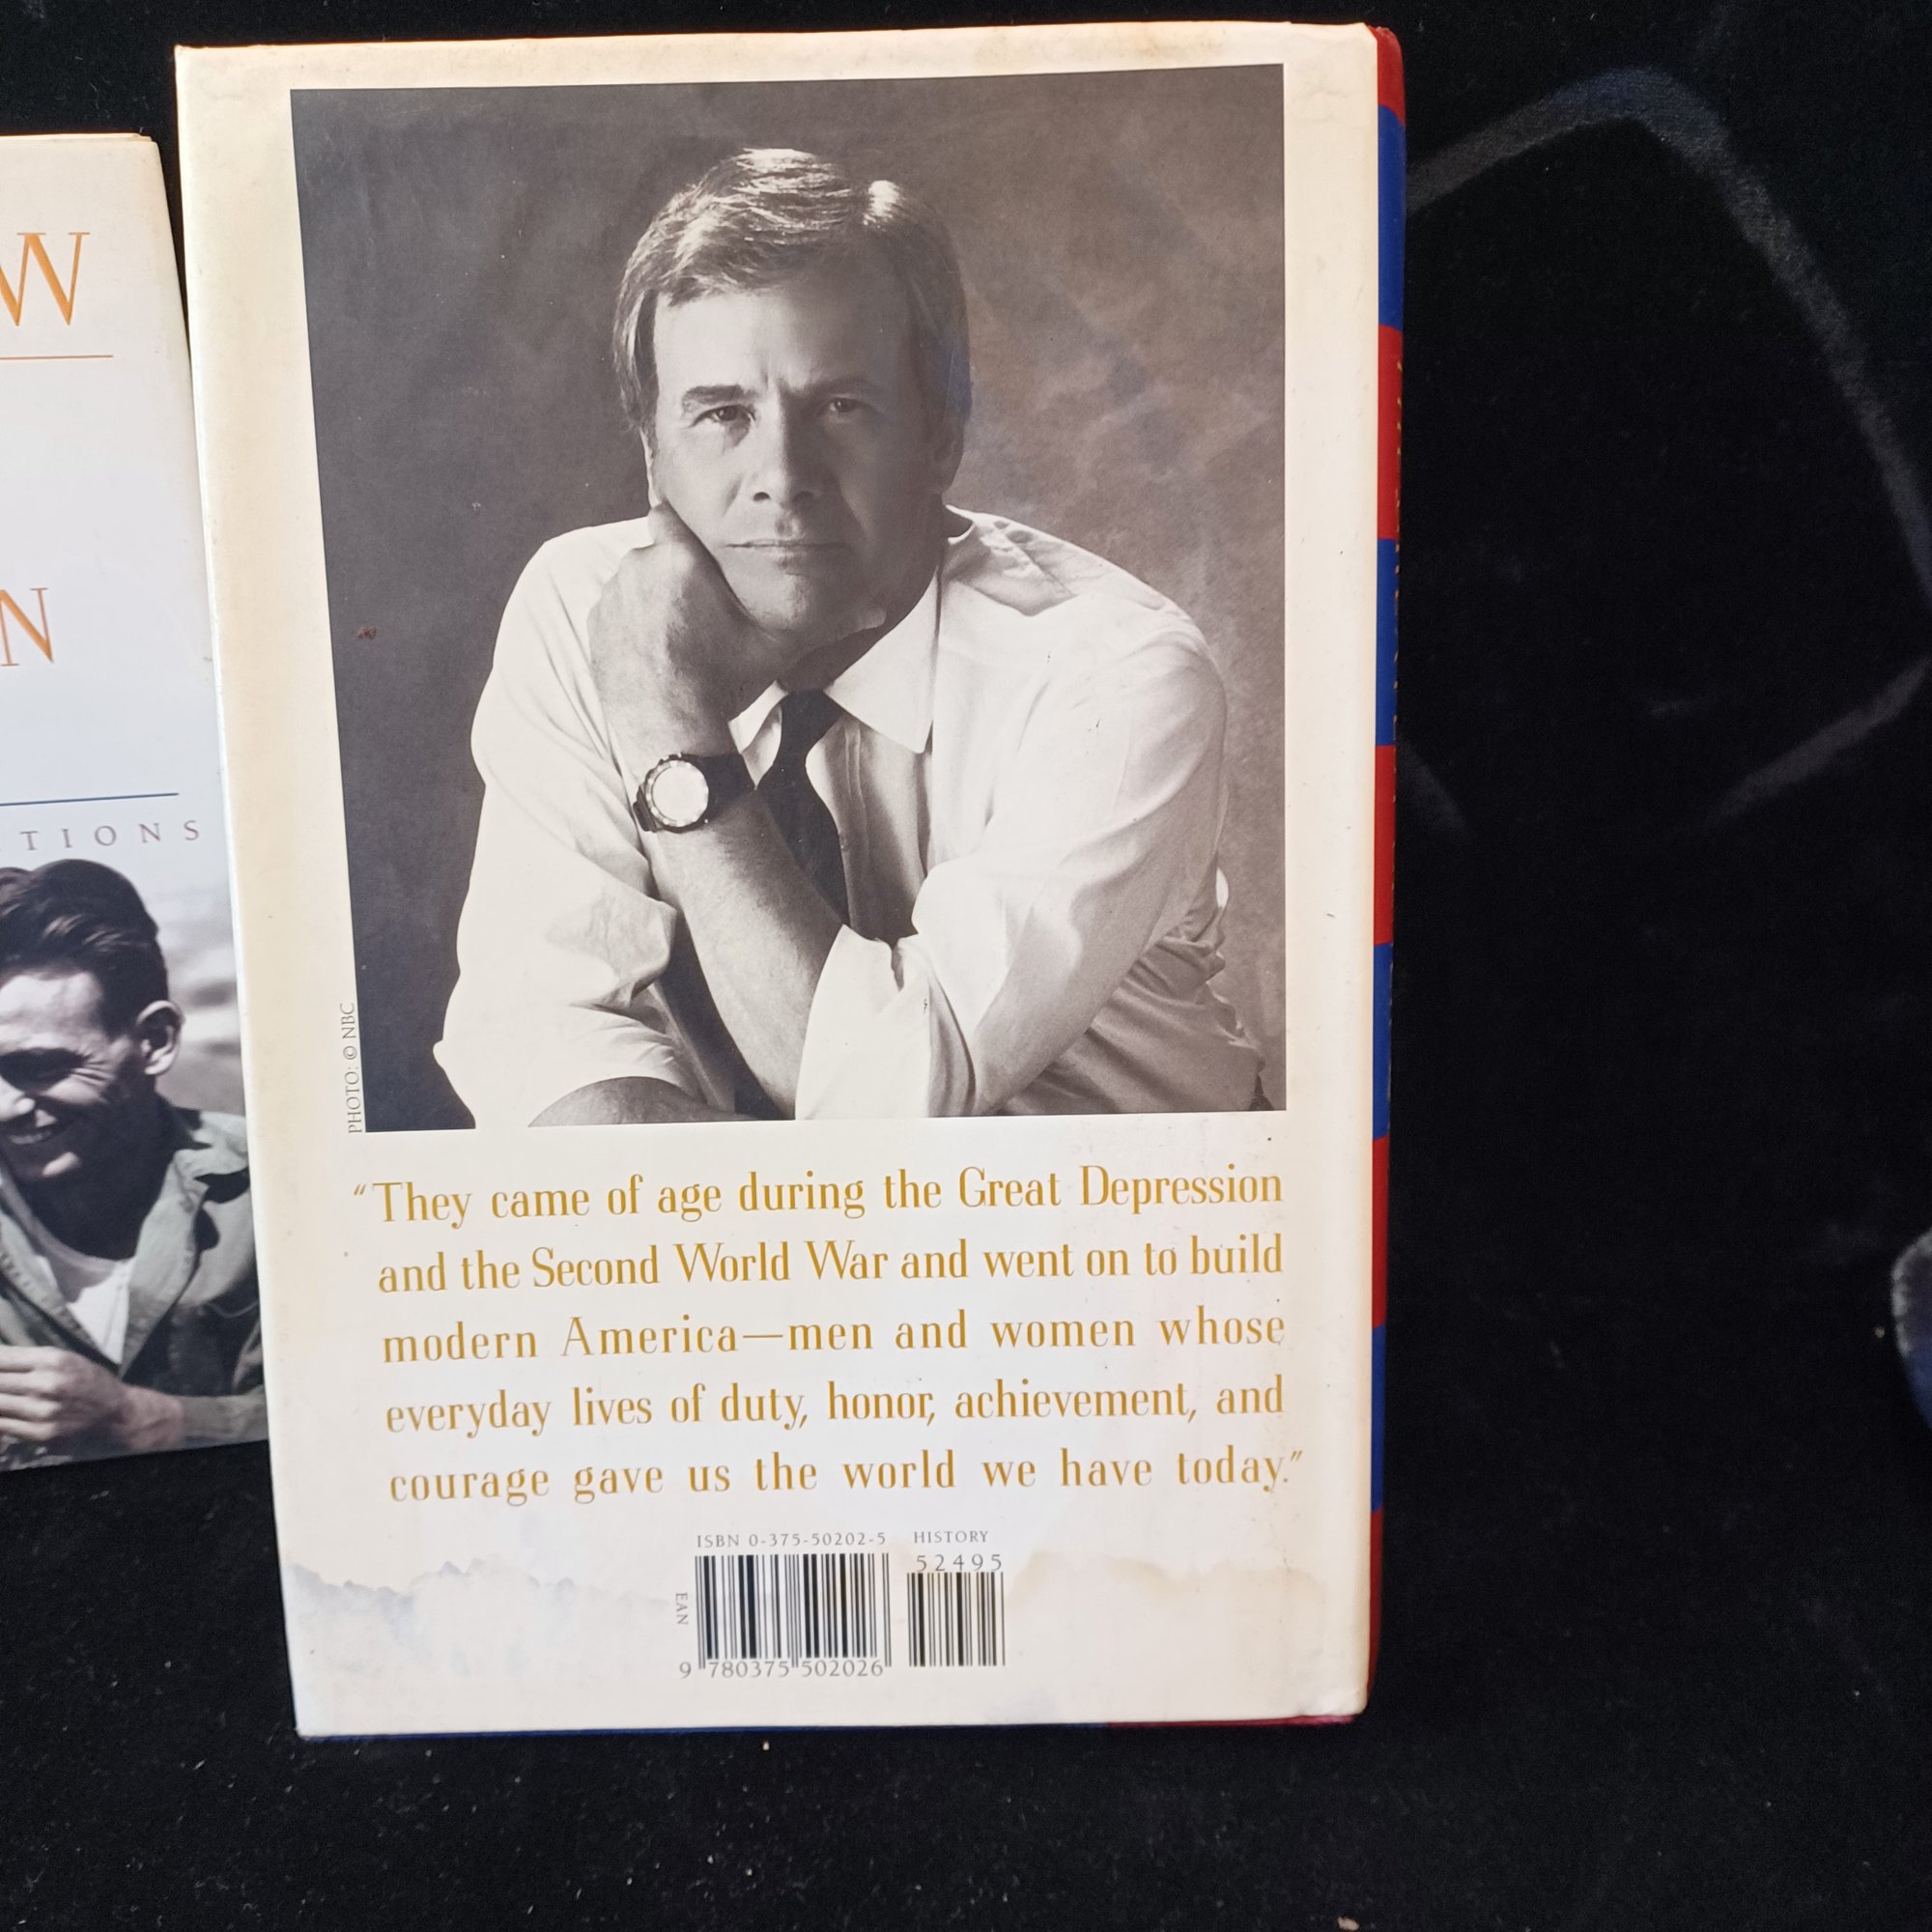 W
N
TIONS
PHOTO: © NBC
“They came of age during the Great Depression
and the Second World War and went on to build
modern America—men and women whose
everyday lives of duty, honor, achievement, and
courage gave us the world we have today.”
ISBN 0-375-50202-5 HISTORY
52495
EAN
9 780375 502026